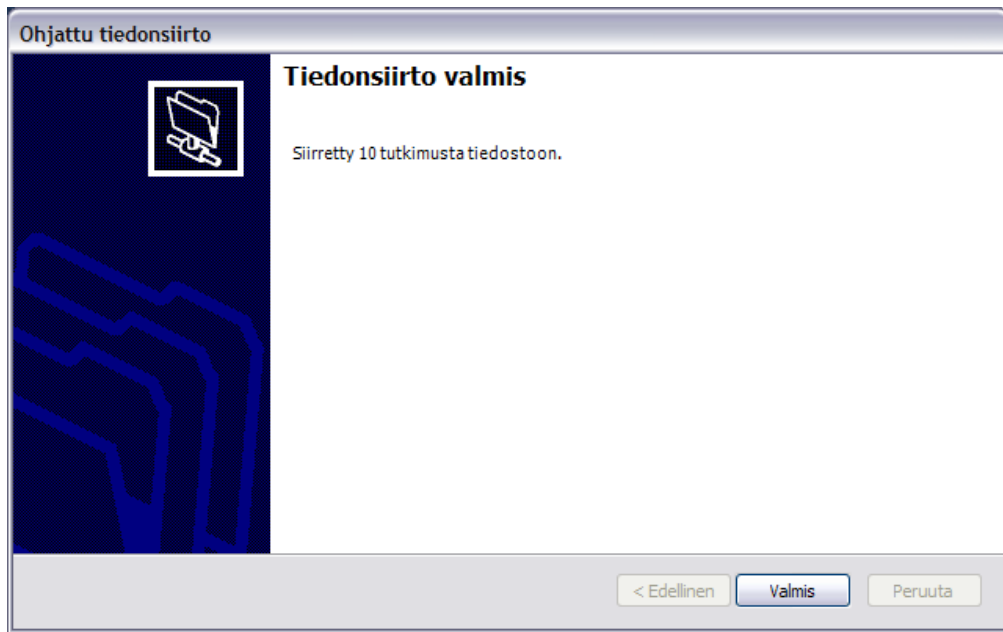 Ohjattu tiedonsiirto
Tiedonsiirto valmis
Siirretty 10 tutkimusta tiedostoon.
< Edellinen
Valmis
Peruuta